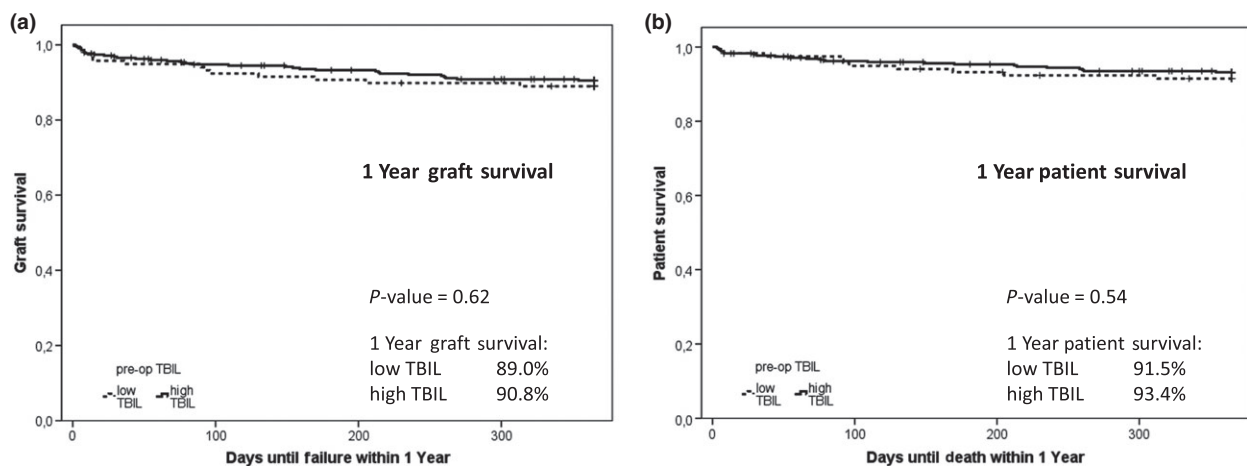 (a)
1,0
0,8
0,6
0,4
0,2
0,0
Graft survival
1 Year graft survival
P-value = 0.62
1 Year graft survival:
low TBIL 89.0%
high TBIL 90.8%
pre-op TBIL
low TBIL
high TBIL
0 100 200 300
Days until failure within 1 Year
(b)
1,0
0,8
0,6
0,4
0,2
0,0
Patient survival
1 Year patient survival
P-value = 0.54
1 Year patient survival:
low TBIL 91.5%
high TBIL 93.4%
pre-op TBIL
low TBIL
high TBIL
0 100 200 300
Days until death within 1 Year